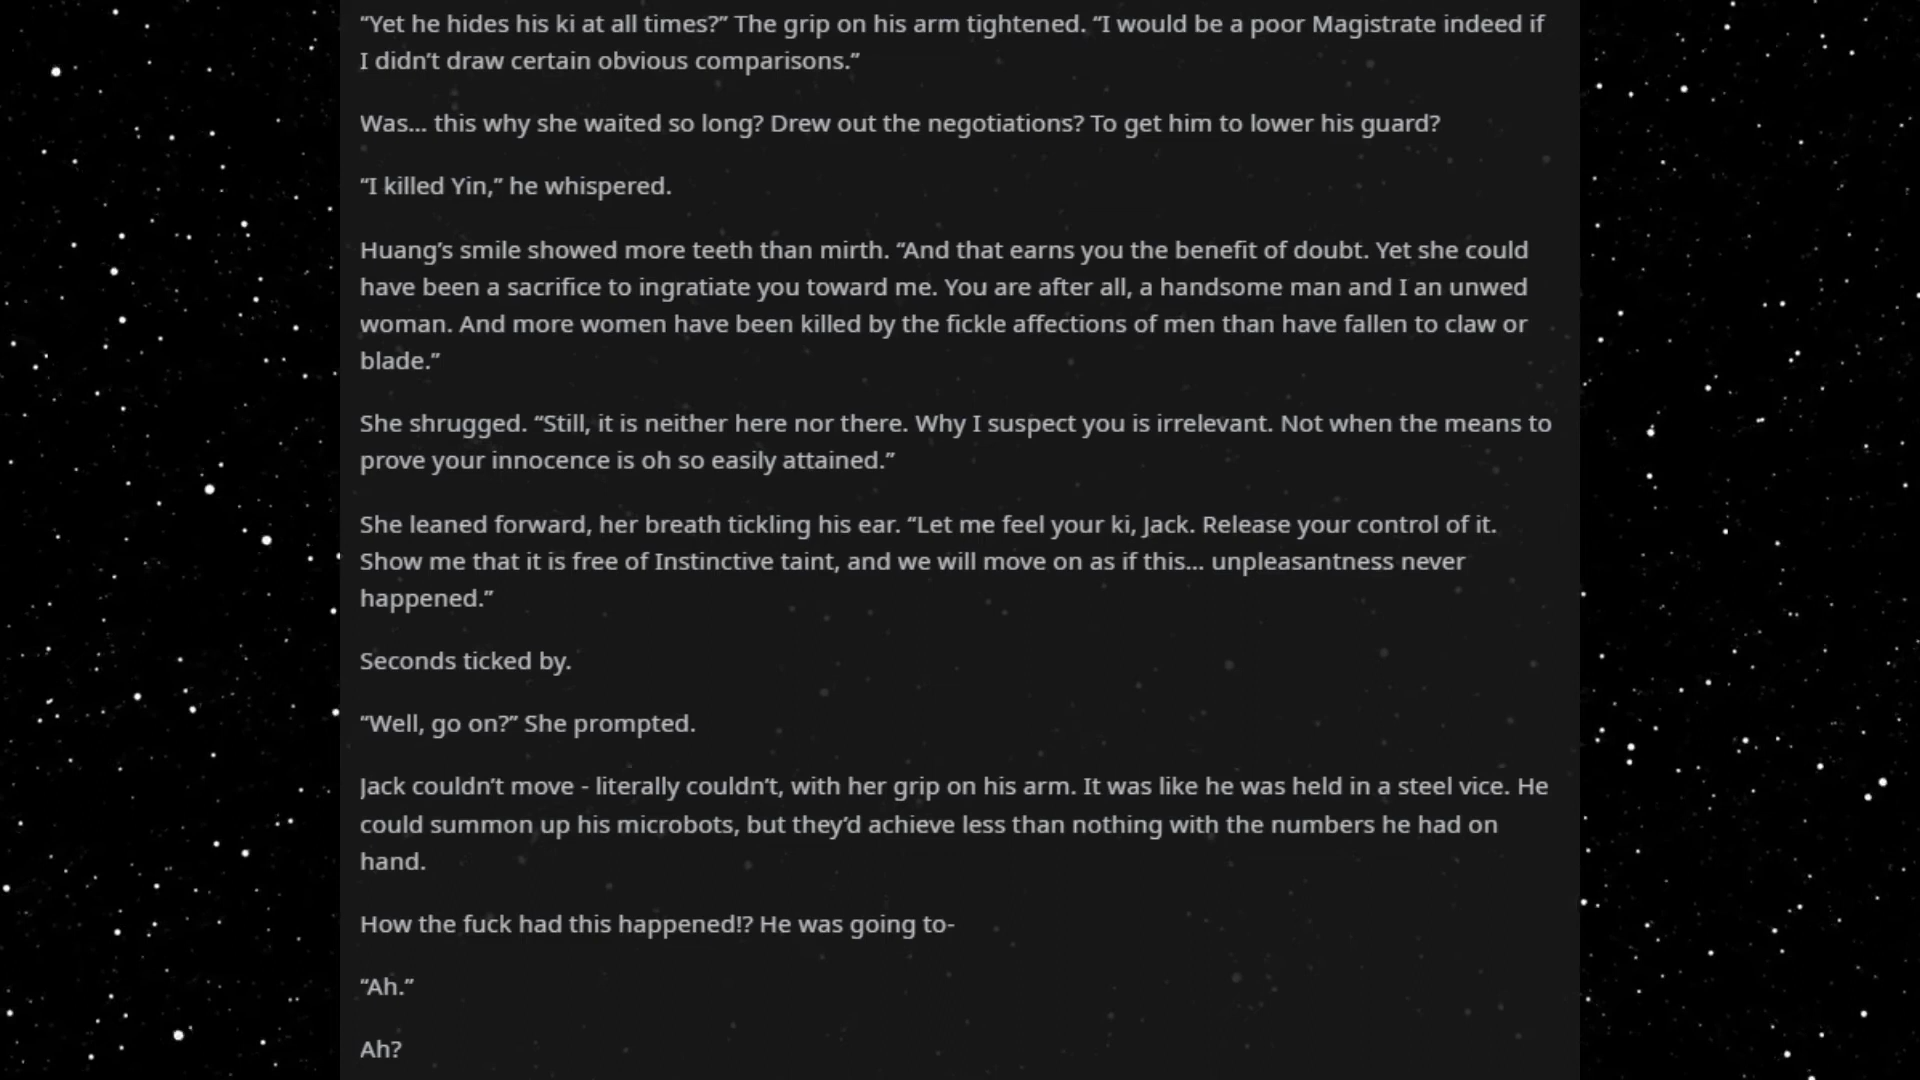 “Yet he hides his ki at all times?” The grip on his arm tightened. “I would be a poor Magistrate indeed if
I didn’t draw certain obvious comparisons.”
Was... this why she waited so long? Drew out the negotiations? To get him to lower his guard?
“I killed Yin,” he whispered.
Huang’s smile showed more teeth than mirth. “And that earns you the benefit of doubt. Yet she could
have been a sacrifice to ingratiate you toward me. You are after all, a handsome man and I an unwed
woman. And more women have been killed by the fickle affections of men than have fallen to claw or
blade.”
She shrugged. “Still, it is neither here nor there. Why I suspect you is irrelevant. Not when the means to
prove your innocence is oh so easily attained.”
She leaned forward, her breath tickling his ear. “Let me feel your ki, Jack. Release your control of it.
Show me that it is free of Instinctive taint, and we will move on as if this... unpleasantness never
happened.”
Seconds ticked by.
“Well, go on?” She prompted.
Jack couldn’t move - literally couldn’t, with her grip on his arm. It was like he was held in a steel vice. He
could summon up his microbots, but they’d achieve less than nothing with the numbers he had on
hand.
How the fuck had this happened!? He was going to-
“Ah.”
Ah?